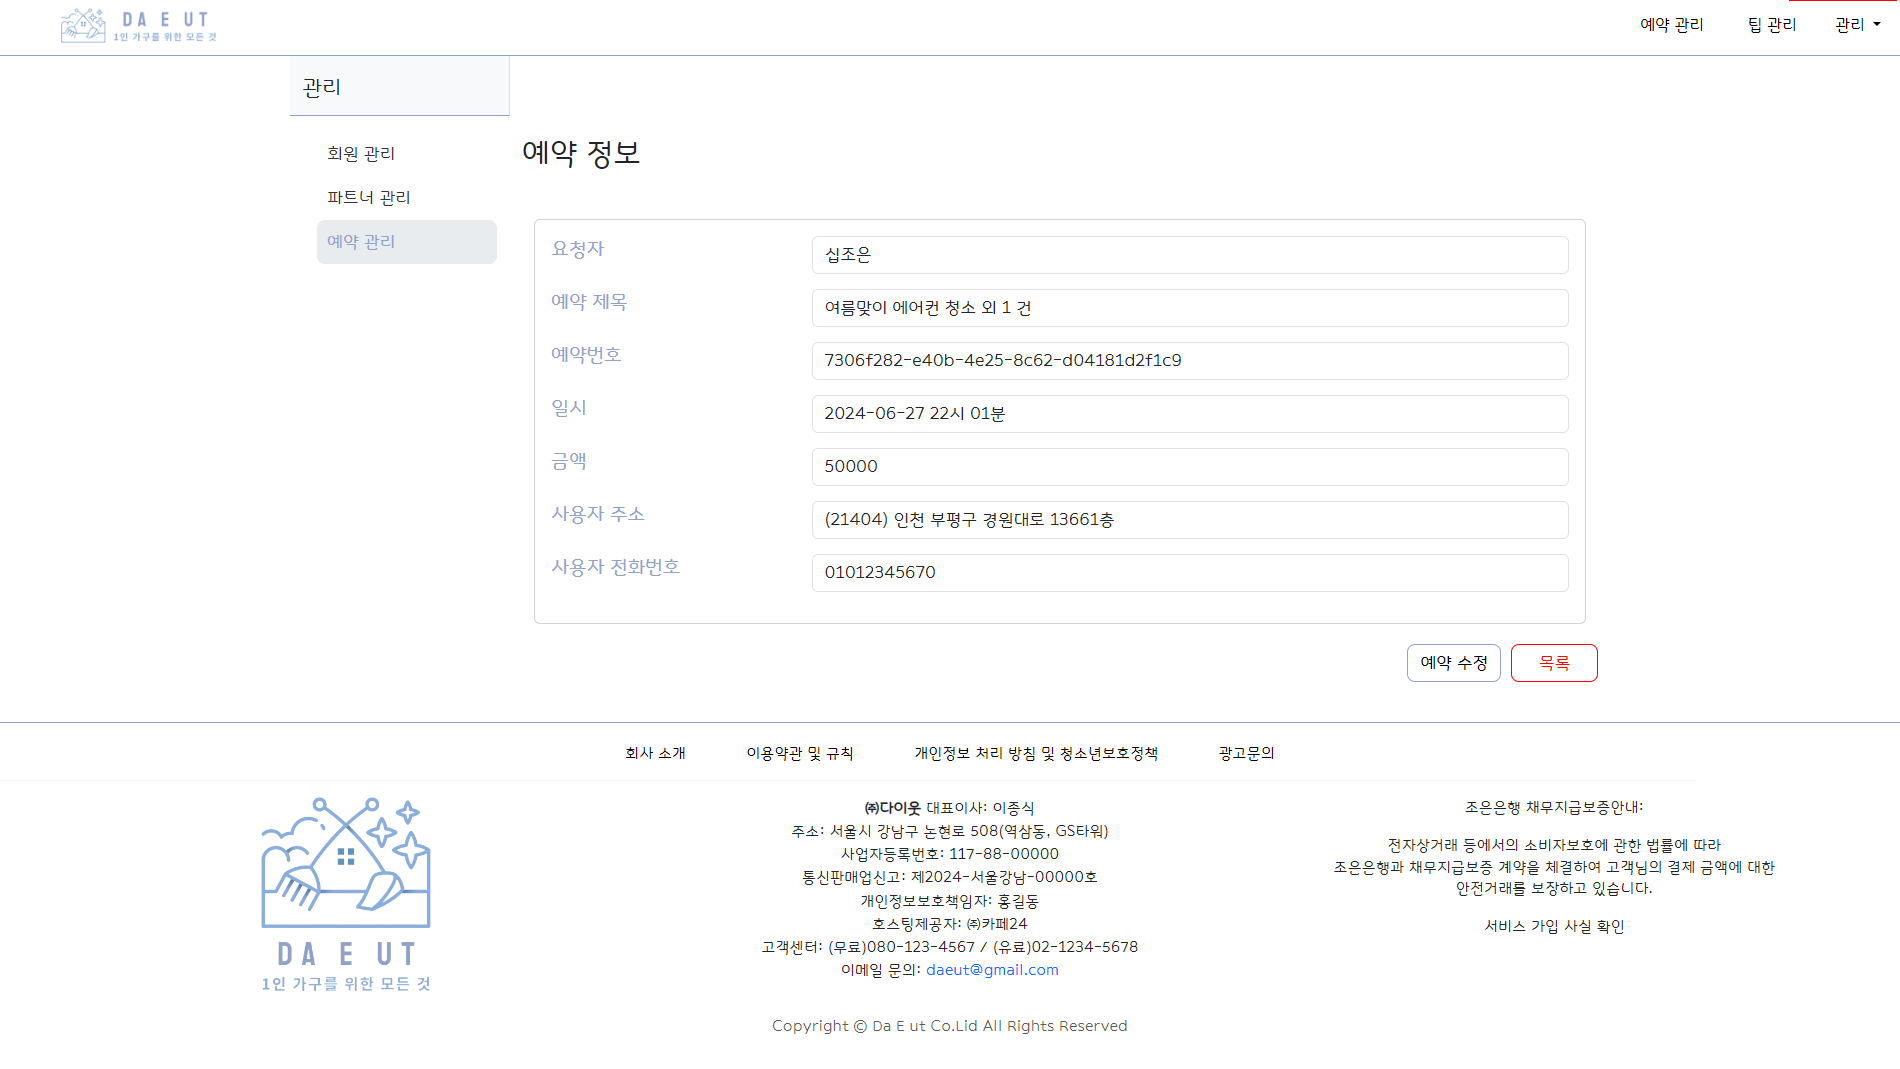 DA E UT
1인 가구를 위한 모든 것
예약 관리
팁 관리
관리
관리
회원 관리
파트너 관리
예약 관리
예약 정보
요청자
십조은
예약 제목
여름맞이 에어컨 청소 외 1 건
예약번호
7306f282-e40b-4e25-8c62-d04181d2f1c9
일시
2024-06-27 22시 01분
금액
50000
사용자 주소
(21404) 인천 부평구 경원대로 13661층
사용자 전화번호
01012345670
예약 수정
목록
회사 소개
이용약관 및 규칙
개인정보 처리 방침 및 청소년보호정책
광고문의
DA E UT
1인 가구를 위한 모든 것
㈜다이웃 대표이사: 이종식
주소: 서울시 강남구 논현로 508(역삼동, GS타워)
사업자등록번호: 117-88-00000
통신판매업신고: 제2024-서울강남-00000호
개인정보보호책임자: 홍길동
호스팅제공자: ㈜카페24
고객센터: (무료)080-123-4567 / (유료)02-1234-5678
이메일 문의: daeut@gmail.com
조은은행 채무지급보증안내:
전자상거래 등에서의 소비자보호에 관한 법률에 따라
조은은행과 채무지급보증 계약을 체결하여 고객님의 결제 금액에 대한
안전거래를 보장하고 있습니다.
서비스 가입 사실 확인
Copyright © Da E ut Co.Lid All Rights Reserved